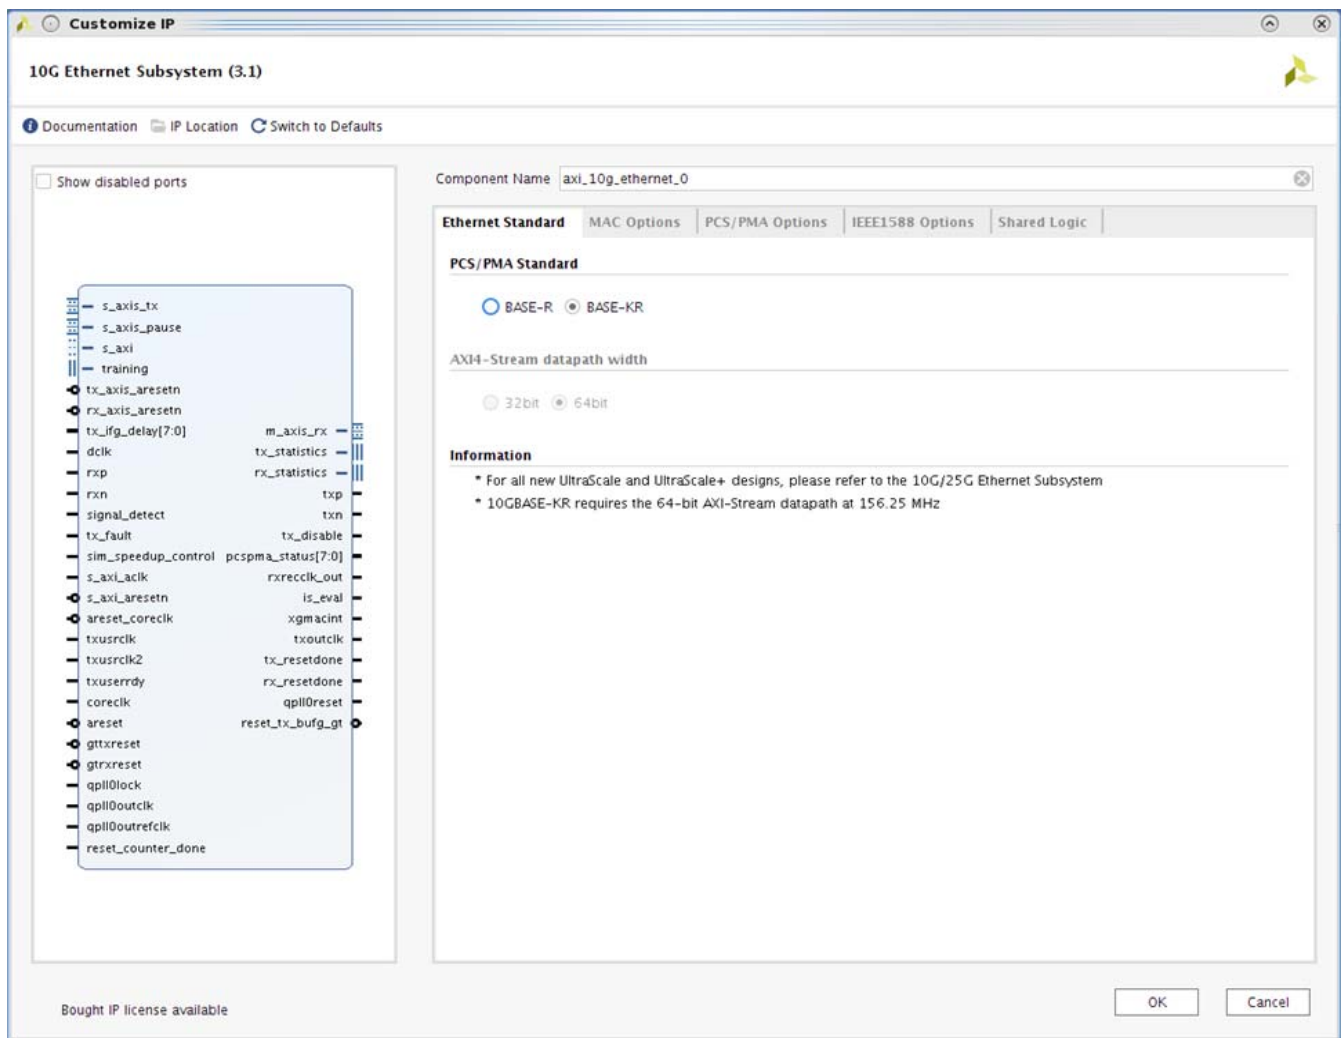 Customize IP
10G Ethernet Subsystem (3.1)
Documentation IP Location Switch to Defaults
Show disabled ports
s_axis_tx
s_axis_pause
s_axi
training
tx_axis_aresetn
rx_axis_aresetn
tx_ifg_delay[7:0] m_axis_rx
dclk tx_statistics
rxp rx_statistics
rxn txp
signal_detect txn
tx_fault tx_disable
sim_speedup_control pcspma_status[7:0]
s_axi_aclk rxrecclk_out
s_axi_aresetn is_eval
areset_coreclk xgmacint
txusrclk txoutclk
txusrclk2 tx_resetdone
txuserrdy rx_resetdone
coreclk qpll0reset
areset reset_tx_bufg_gt
gttxreset
gtrxreset
qpll0lock
qpll0outclk
qpll0outrefclk
reset_counter_done
Component Name axi_10g_ethernet_0
Ethernet Standard MAC Options PCS/PMA Options IEEE1588 Options Shared Logic
PCS/PMA Standard
BASE-R BASE-KR
AXI4-Stream datapath width
32bit 64bit
Information
* For all new UltraScale and UltraScale+ designs, please refer to the 10G/25G Ethernet Subsystem
* 10GBASE-KR requires the 64-bit AXI-Stream datapath at 156.25 MHz
Bought IP license available
OK Cancel